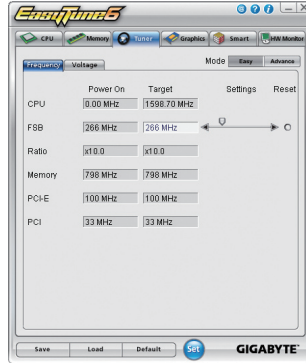 EasyTune6
CPU Memory Tuner Graphics Smart HW Monitor
Frequency Voltage Mode Easy Advance
Power On Target Settings Reset
CPU 0.00 MHz 1598.70 MHz
FSB 266 MHz 266 MHz
Ratio x10.0 x10.0
Memory 798 MHz 798 MHz
PCI-E 100 MHz 100 MHz
PCI 33 MHz 33 MHz
Save Load Default Set GIGABYTE